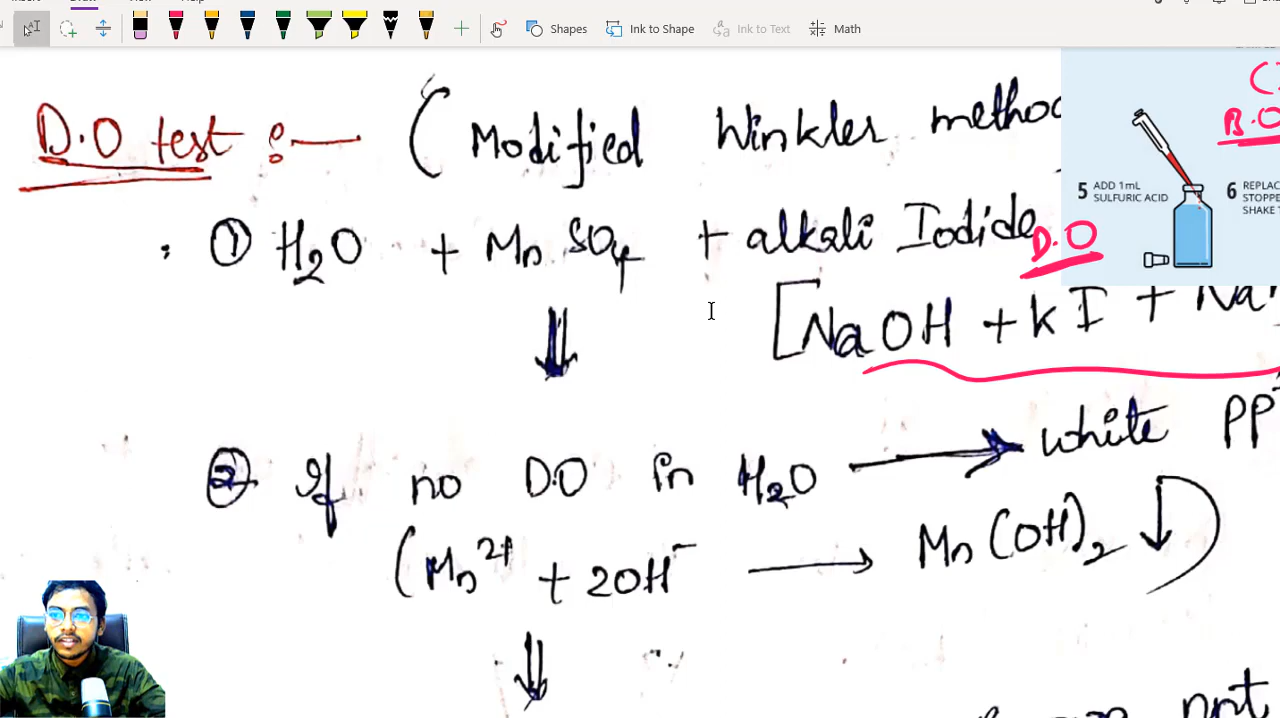 Shapes Ink to Shape Ink to Text Math
D.O test :— (Modified Winkler metho
① H2O + MnSO4 + alkali Iodide
D.O
[NaOH + KI + Na
② If no D.O in H2O → white PPt
(Mn2+ + 2OH- → Mn(OH)2 ↓)
not
B.O
5 ADD 1mL
SULFURIC ACID
6 REPLAC
STOPPE
SHAKE T